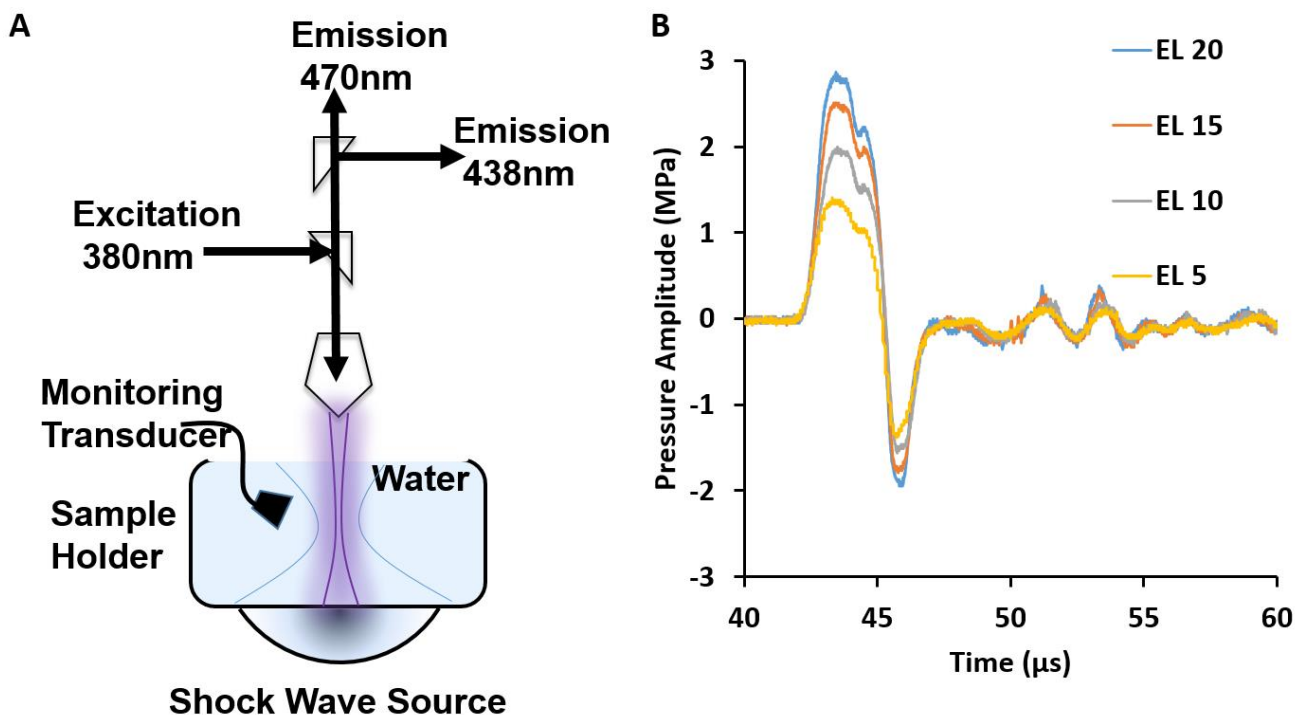 A
Emission
470nm
Emission
438nm
Excitation
380nm
Monitoring
Transducer
Water
Sample
Holder
Shock Wave Source
B
EL 20
EL 15
EL 10
EL 5
Pressure Amplitude (MPa)
3
2
1
0
-1
-2
-3
40
45
50
55
60
Time (µs)